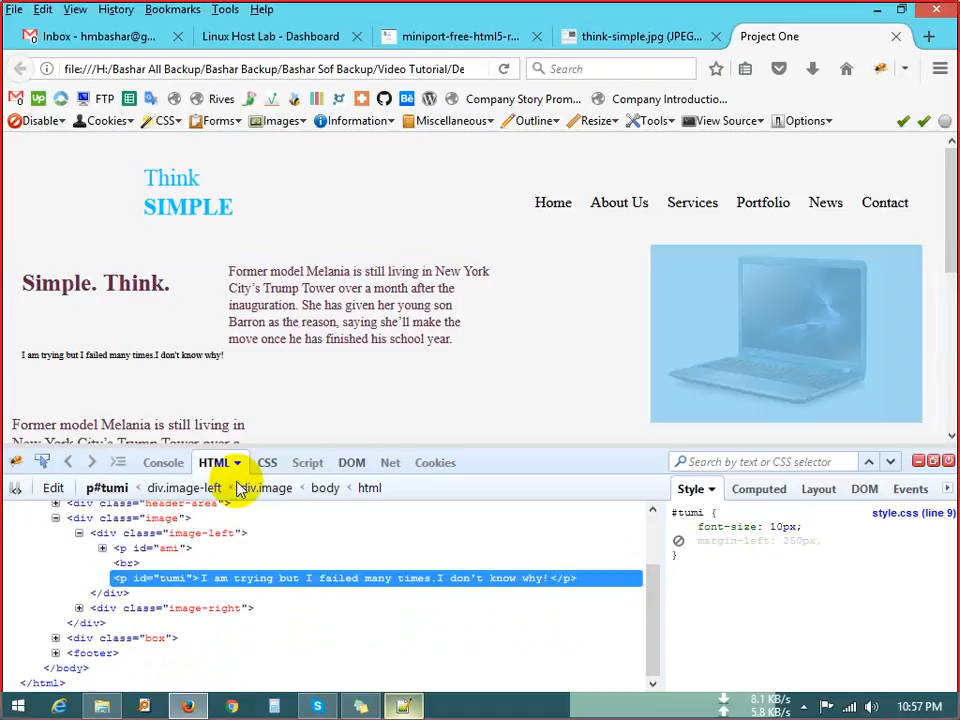 File Edit View History Bookmarks Tools Help
Inbox - hmbashar@g... Linux Host Lab - Dashboard miniport-free-html5-r... think-simple.jpg (JPEG... Project One
file:///H:/Bashar All Backup/Bashar Backup/Bashar Sof Backup/Video Tutorial/De Search
FTP Rives Company Story Prom... Company Introductio...
Disable Cookies CSS Forms Images Information Miscellaneous Outline Resize Tools View Source Options
Think
SIMPLE
Home About Us Services Portfolio News Contact
Simple. Think.
Former model Melania is still living in New York
City’s Trump Tower over a month after the
inauguration. She has given her young son
Barron as the reason, saying she’ll make the
move once he has finished his school year.
I am trying but I failed many times.I don't know why!
Former model Melania is still living in
New York City’s Trump Tower over a
Console HTML CSS Script DOM Net Cookies Search by text or CSS selector
Edit p#tumi < div.image-left < div.image < body < html
Style Computed Layout DOM Events
<div class="header-area">
<div class="image">
<div class="image-left">
<p id="ami">
<br>
<p id="tumi">I am trying but I failed many times.I don't know why!</p>
</div>
<div class="image-right">
</div>
<div class="box">
<footer>
</body>
</html>
#tumi { style.css (line 9)
font-size: 10px;
margin-left: 250px;
}
8.1 KB/s
5.8 KB/s
10:57 PM